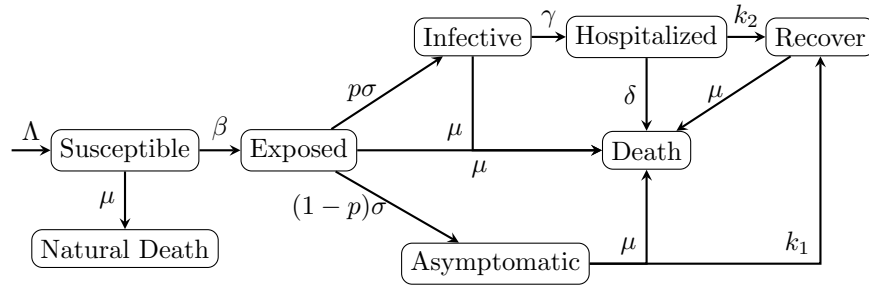 Infective
γ
Hospitalized
k₂
Recover
pσ
δ
μ
Λ
Susceptible
β
Exposed
μ
μ
Death
μ
(1 − p)σ
Natural Death
Asymptomatic
μ
k₁